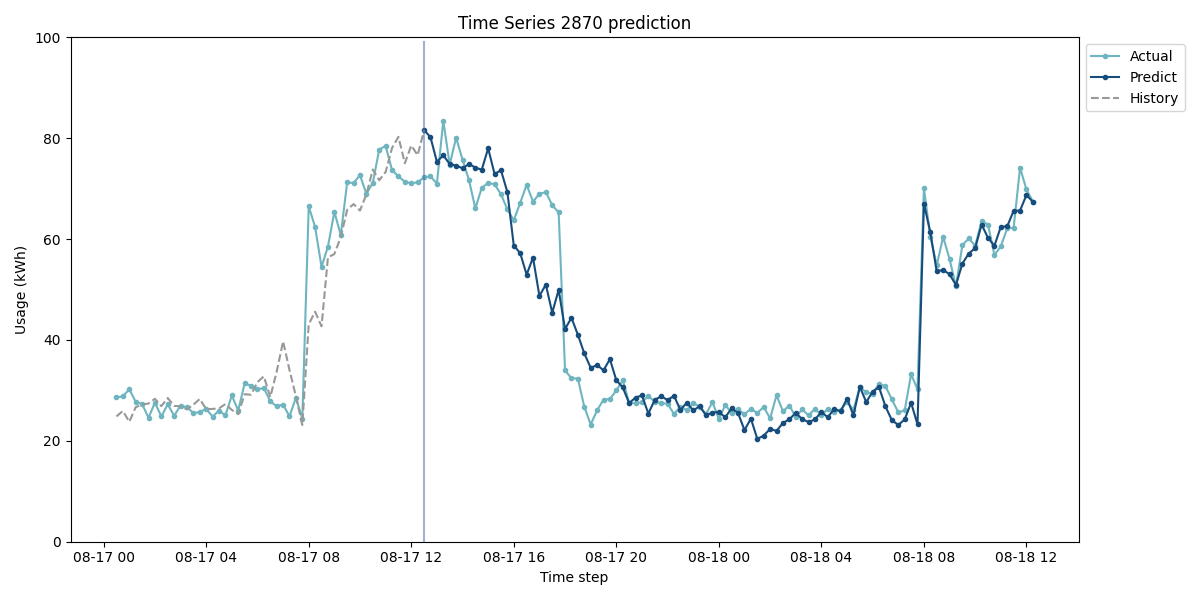 Time Series 2870 prediction
100
80
60
40
20
0
Usage (kWh)
08-17 00
08-17 04
08-17 08
08-17 12
08-17 16
08-17 20
08-18 00
08-18 04
08-18 08
08-18 12
Time step
Actual
Predict
History